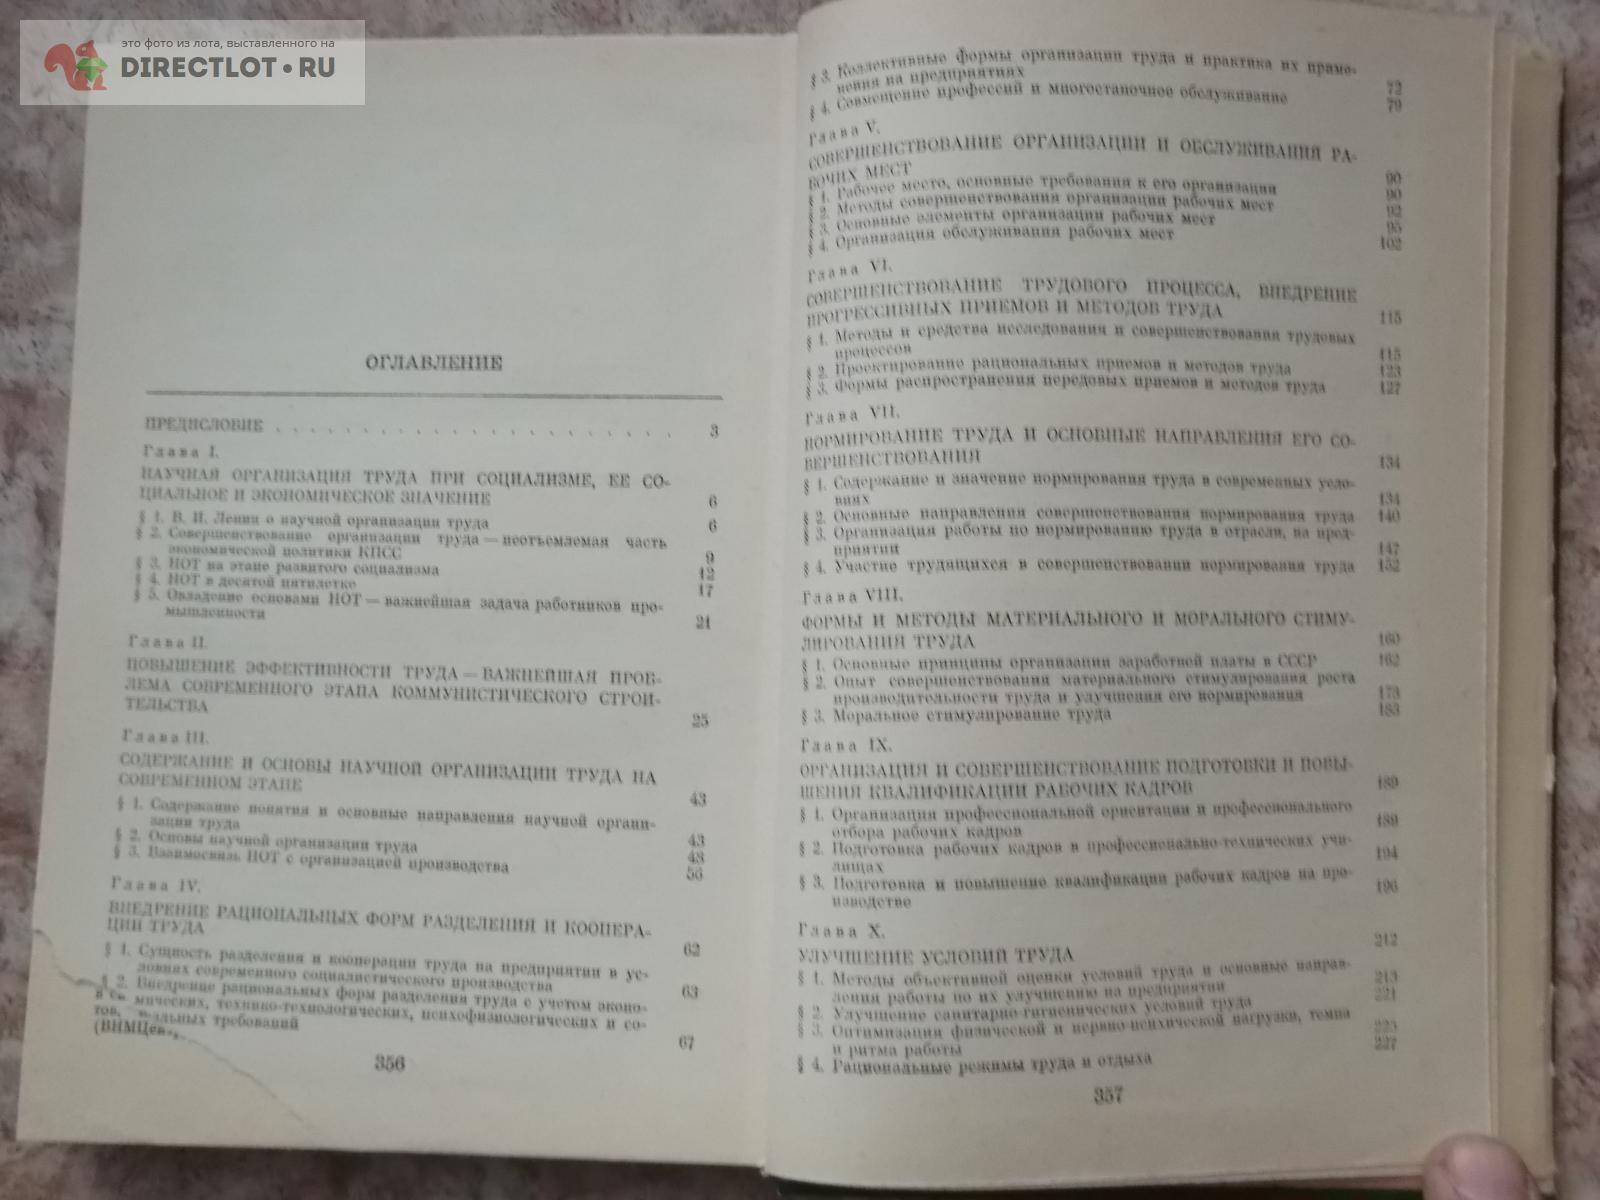 это фото из лота, выставленного на
DIRECTLOT.RU
ОГЛАВЛЕНИЕ
ПРЕДИСЛОВИЕ . . . . . . . . . . . . . . . 3
Глава I.
НАУЧНАЯ ОРГАНИЗАЦИЯ ТРУДА ПРИ СОЦИАЛИЗМЕ, ЕЕ СО-
ЦИАЛЬНОЕ И ЭКОНОМИЧЕСКОЕ ЗНАЧЕНИЕ 6
§ 1. В. И. Ленин о научной организации труда 6
§ 2. Совершенствование организации труда — неотъемлемая часть
экономической политики КПСС 9
§ 3. НОТ на этапе развитого социализма 12
§ 4. НОТ в десятой пятилетке 17
§ 5. Овладение основами НОТ — важнейшая задача работников про-
мышленности 21
Глава II.
ПОВЫШЕНИЕ ЭФФЕКТИВНОСТИ ТРУДА — ВАЖНЕЙШАЯ ПРОБ-
ЛЕМА СОВРЕМЕННОГО ЭТАПА КОММУНИСТИЧЕСКОГО СТРОИ-
ТЕЛЬСТВА 25
Глава III.
СОДЕРЖАНИЕ И ОСНОВЫ НАУЧНОЙ ОРГАНИЗАЦИИ ТРУДА НА
СОВРЕМЕННОМ ЭТАПЕ 43
§ 1. Содержание понятия и основные направления научной органи-
зации труда 43
§ 2. Основы научной организации труда 48
§ 3. Взаимосвязь НОТ с организацией производства 56
Глава IV.
ВНЕДРЕНИЕ РАЦИОНАЛЬНЫХ ФОРМ РАЗДЕЛЕНИЯ И КООПЕРА-
ЦИИ ТРУДА 62
§ 1. Сущность разделения и кооперации труда на предприятии в ус-
ловиях современного социалистического производства 63
§ 2. Внедрение рациональных форм разделения труда с учетом эконо-
мических, технико-технологических, психофизиологических и со-
альных требований 67
тов,
(ВНМЦен
356
§ 3. Коллективные формы организации труда и практика их приме-
нения на предприятиях 72
§ 4. Совмещение профессий и многостаночное обслуживание 79
Глава V.
СОВЕРШЕНСТВОВАНИЕ ОРГАНИЗАЦИИ И ОБСЛУЖИВАНИЯ РА-
БОЧИХ МЕСТ 90
§ 1. Рабочее место, основные требования к его организации 90
§ 2. Методы совершенствования организации рабочих мест 92
§ 3. Основные элементы организации рабочих мест 95
§ 4. Организация обслуживания рабочих мест 102
Глава VI.
СОВЕРШЕНСТВОВАНИЕ ТРУДОВОГО ПРОЦЕССА, ВНЕДРЕНИЕ
ПРОГРЕССИВНЫХ ПРИЕМОВ И МЕТОДОВ ТРУДА 115
§ 1. Методы и средства исследования и совершенствования трудовых
процессов 115
§ 2. Проектирование рациональных приемов и методов труда 123
§ 3. Формы распространения передовых приемов и методов труда 127
Глава VII.
НОРМИРОВАНИЕ ТРУДА И ОСНОВНЫЕ НАПРАВЛЕНИЯ ЕГО СО-
ВЕРШЕНСТВОВАНИЯ 134
§ 1. Содержание и значение нормирования труда в современных усло-
виях 134
§ 2. Основные направления совершенствования нормирования труда 140
§ 3. Организация работы по нормированию труда в отрасли, на пред-
приятии 147
§ 4. Участие трудящихся в совершенствовании нормирования труда 152
Глава VIII.
ФОРМЫ И МЕТОДЫ МАТЕРИАЛЬНОГО И МОРАЛЬНОГО СТИМУ-
ЛИРОВАНИЯ ТРУДА 160
§ 1. Основные принципы организации заработной платы в СССР 162
§ 2. Опыт совершенствования материального стимулирования роста
производительности труда и улучшения его нормирования 173
§ 3. Моральное стимулирование труда 183
Глава IX.
ОРГАНИЗАЦИЯ И СОВЕРШЕНСТВОВАНИЕ ПОДГОТОВКИ И ПОВЫ-
ШЕНИЯ КВАЛИФИКАЦИИ РАБОЧИХ КАДРОВ 189
§ 1. Организация профессиональной ориентации и профессионального
отбора рабочих кадров 189
§ 2. Подготовка рабочих кадров в профессионально-технических учи-
лищах 194
§ 3. Подготовка и повышение квалификации рабочих кадров на про-
изводстве 196
Глава X.
УЛУЧШЕНИЕ УСЛОВИЙ ТРУДА 212
§ 1. Методы объективной оценки условий труда и основные направ-
ления работы по их улучшению на предприятии 213
§ 2. Улучшение санитарно-гигиенических условий труда 221
§ 3. Оптимизация физической и нервно-психической нагрузки, темпа
и ритма работы 225
§ 4. Рациональные режимы труда и отдыха 227
357